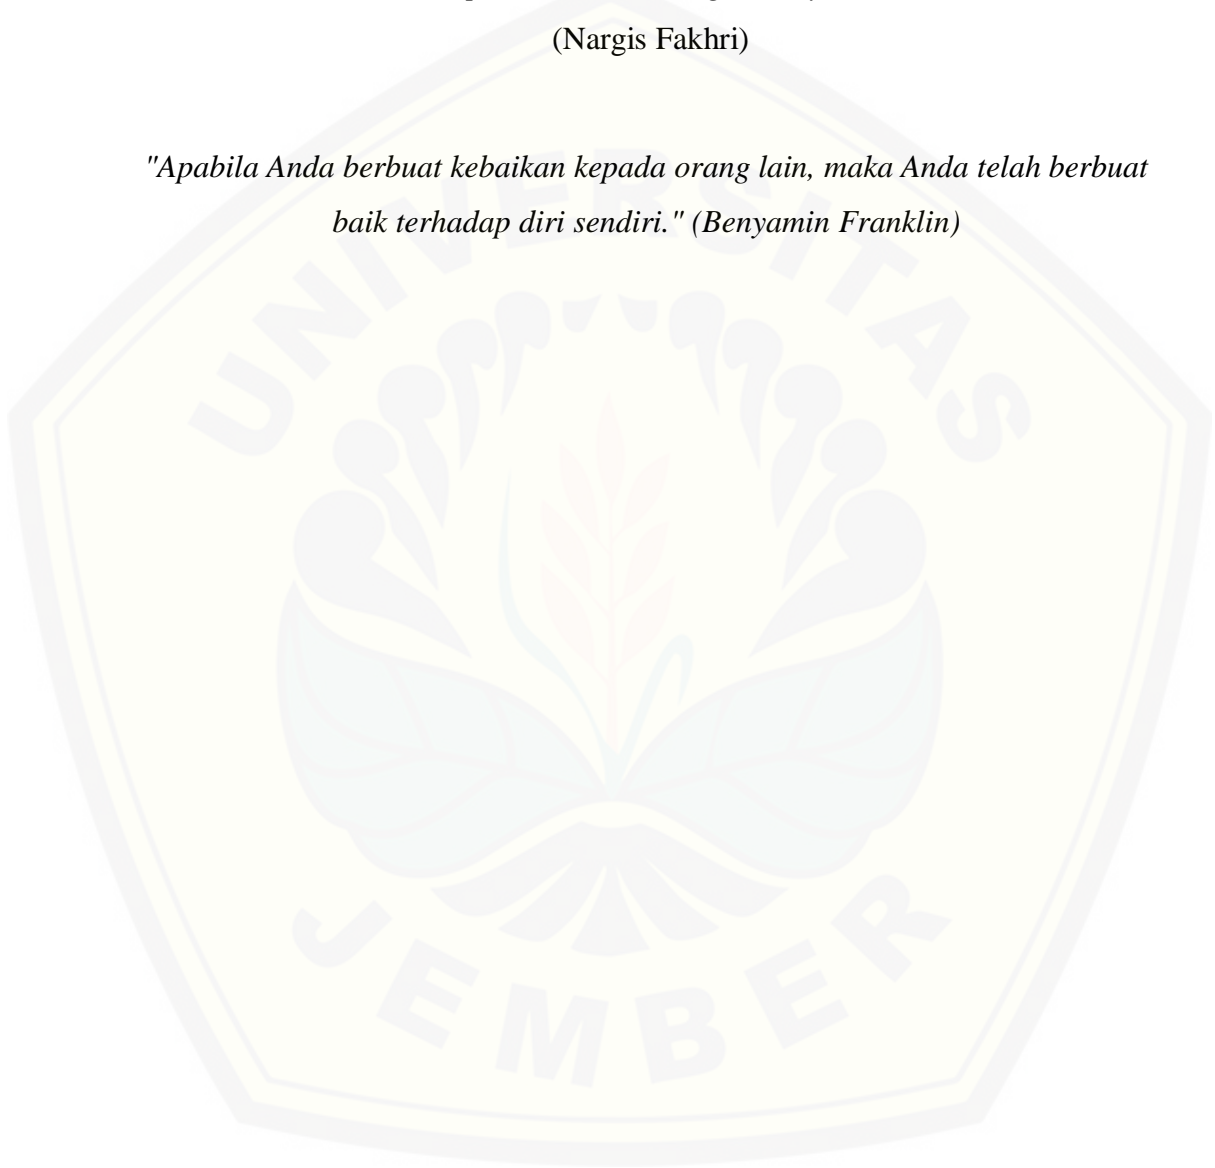 (Nargis Fakhri)
"Apabila Anda berbuat kebaikan kepada orang lain, maka Anda telah berbuat
baik terhadap diri sendiri." (Benyamin Franklin)
UNIVERSITAS
JEMBER